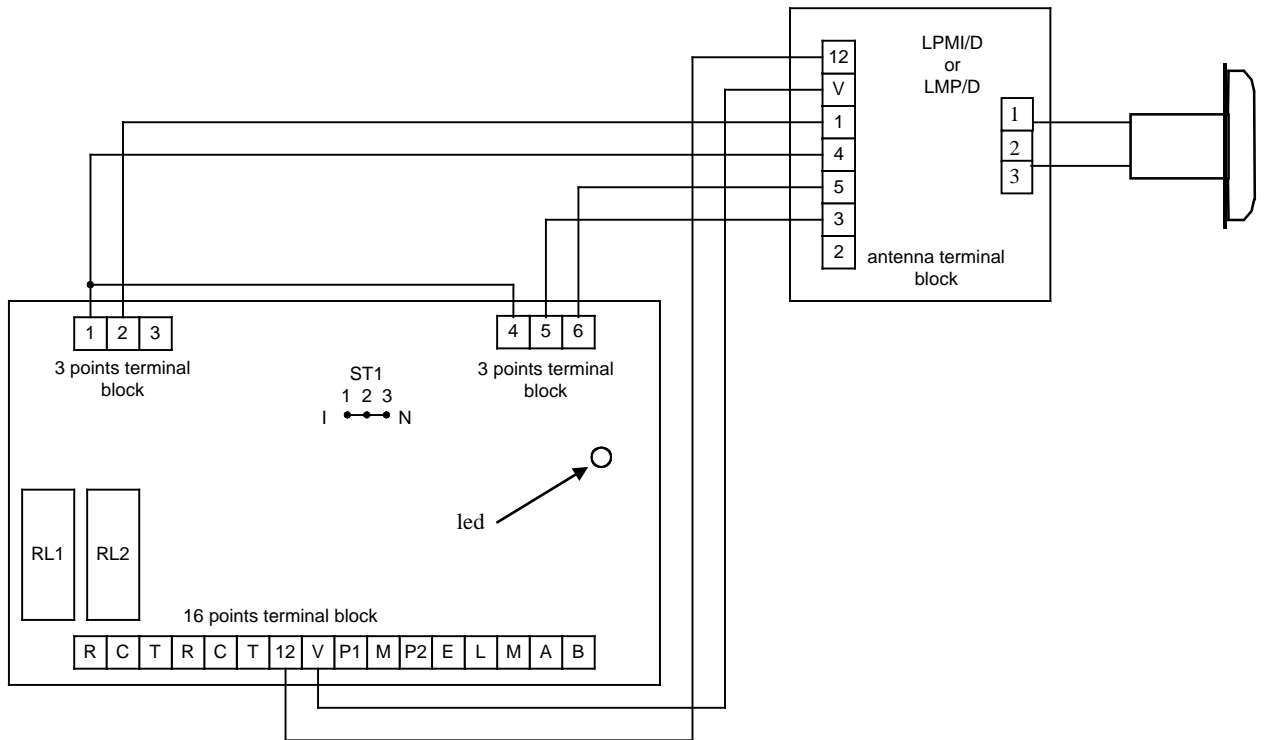 LPMI/D
or
LMP/D
12
V
1
4
5
3
2
1
2
3
antenna terminal
block
1 2 3
3 points terminal
block
4 5 6
3 points terminal
block
ST1
1 2 3
I N
led
RL1 RL2
16 points terminal block
R C T R C T 12 V P1 M P2 E L M A B